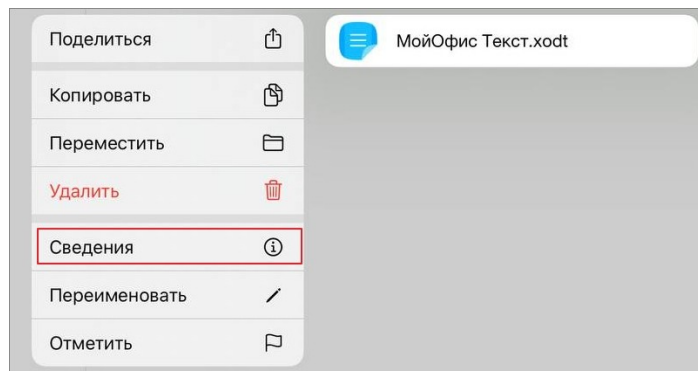 Поделиться
МойОфис Текст.xodt
Копировать
Переместить
Удалить
Сведения
Переименовать
Отметить